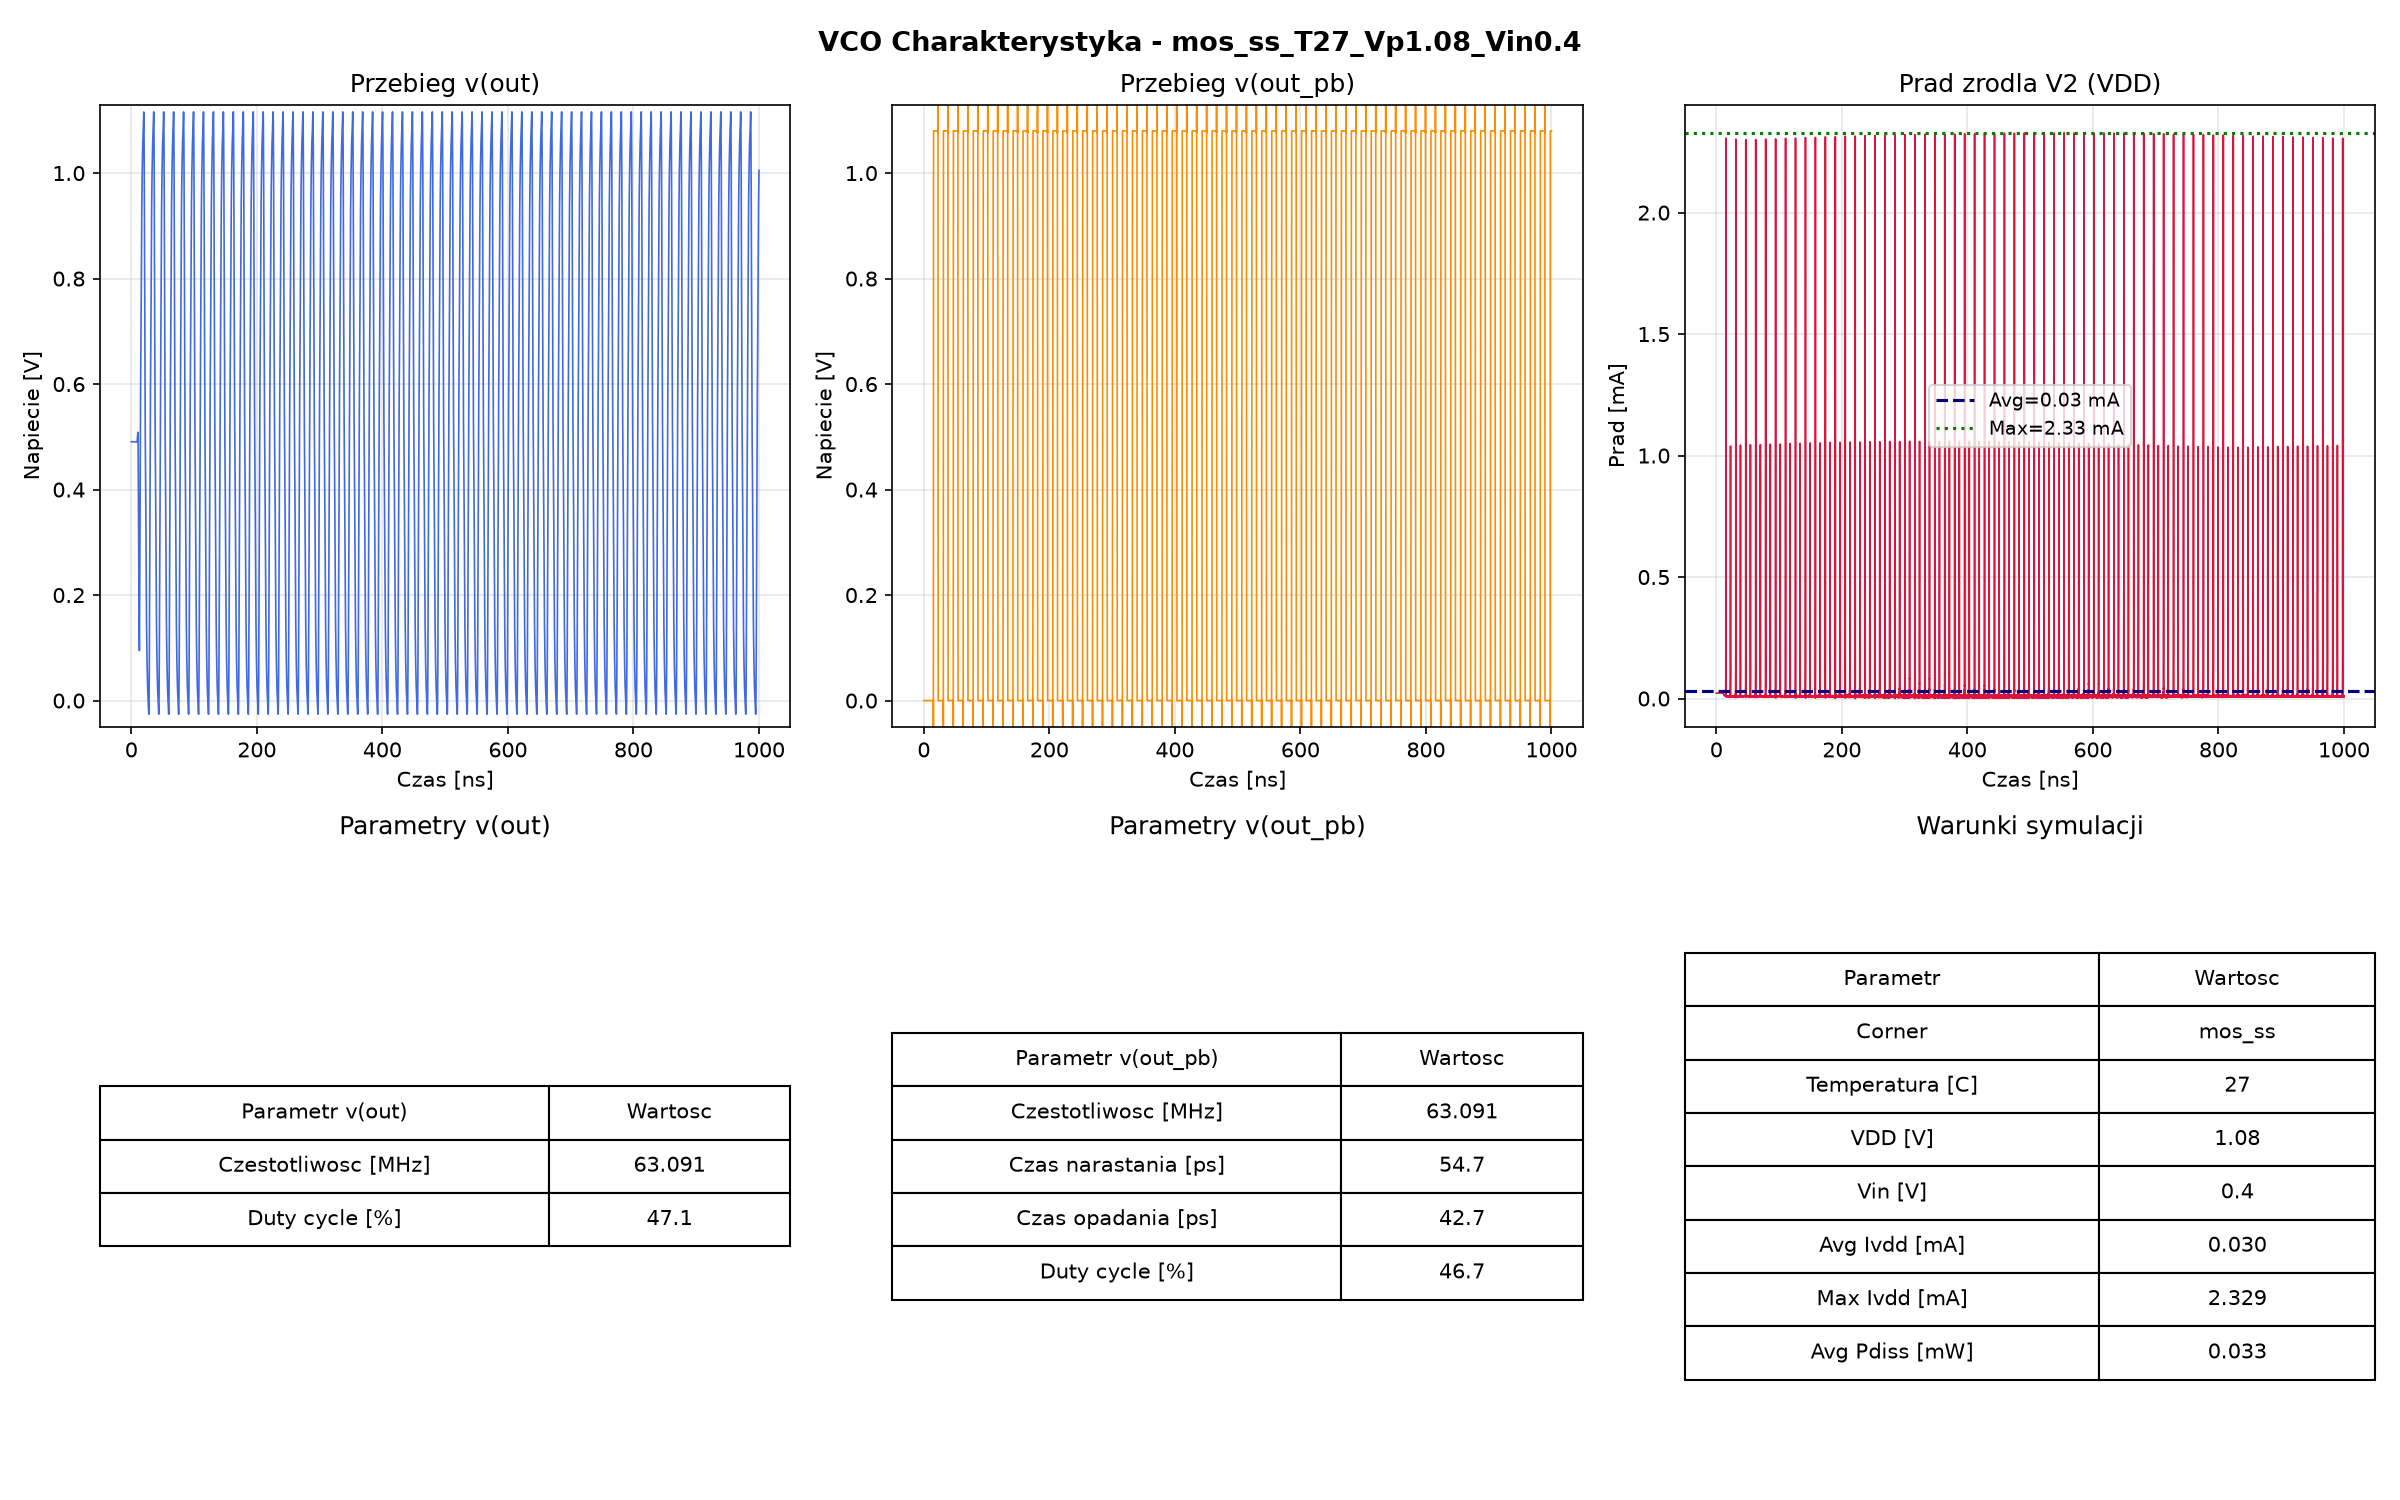 VCO Charakterystyka - mos_ss_T27_Vp1.08_Vin0.4
Przebieg v(out)
Napiecie [V]
1.0
0.8
0.6
0.4
0.2
0.0
0 200 400 600 800 1000
Czas [ns]
Przebieg v(out_pb)
Napiecie [V]
1.0
0.8
0.6
0.4
0.2
0.0
0 200 400 600 800 1000
Czas [ns]
Prad zrodla V2 (VDD)
Prad [mA]
2.0
1.5
1.0
0.5
0.0
Avg=0.03 mA
Max=2.33 mA
0 200 400 600 800 1000
Czas [ns]
Parametry v(out)
Parametr v(out) Wartosc
Czestotliwosc [MHz] 63.091
Duty cycle [%] 47.1
Parametry v(out_pb)
Parametr v(out_pb) Wartosc
Czestotliwosc [MHz] 63.091
Czas narastania [ps] 54.7
Czas opadania [ps] 42.7
Duty cycle [%] 46.7
Warunki symulacji
Parametr Wartosc
Corner mos_ss
Temperatura [C] 27
VDD [V] 1.08
Vin [V] 0.4
Avg Ivdd [mA] 0.030
Max Ivdd [mA] 2.329
Avg Pdiss [mW] 0.033